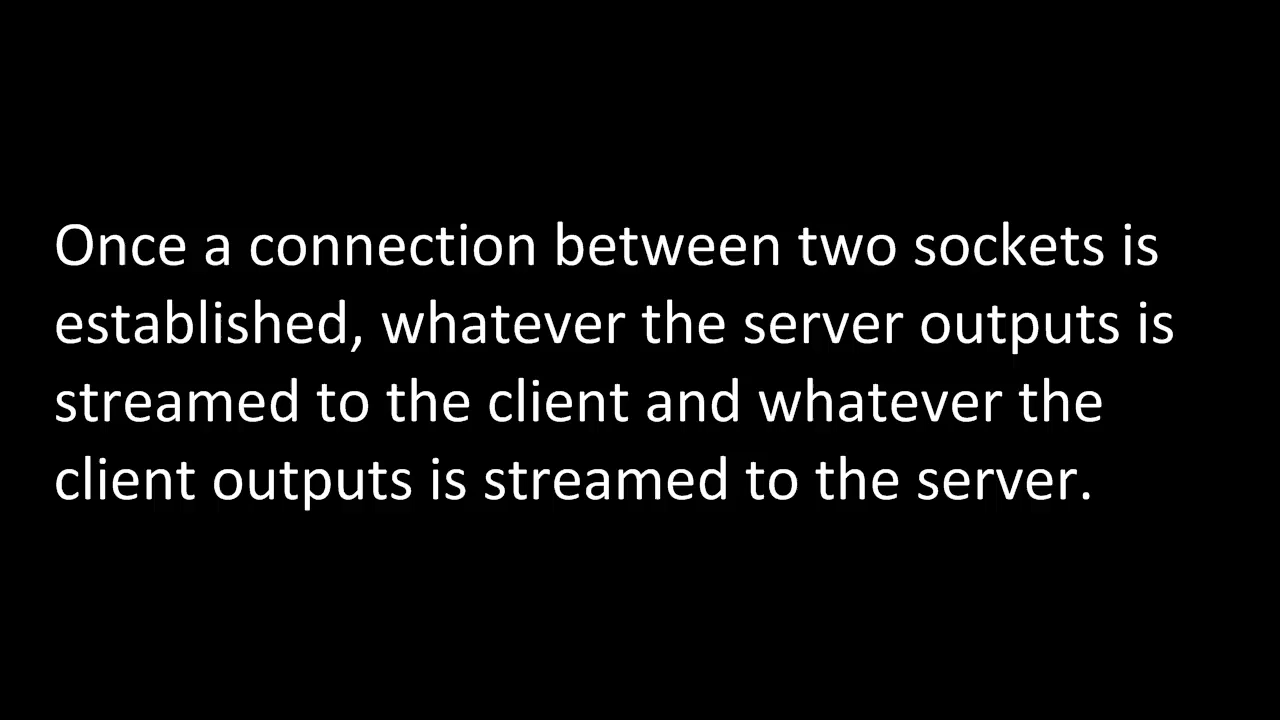 Once a connection between two sockets is
established, whatever the server outputs is
streamed to the client and whatever the
client outputs is streamed to the server.